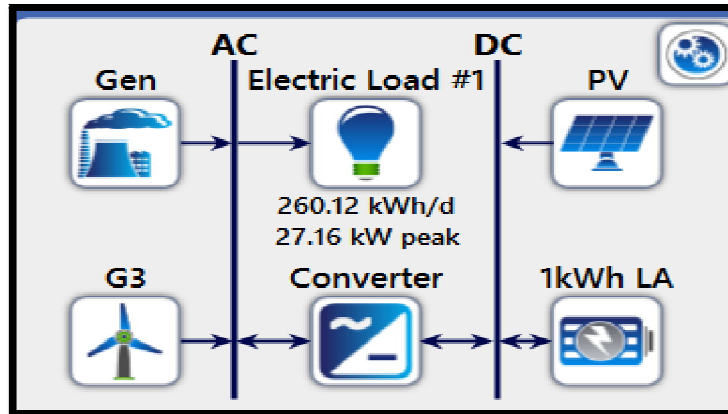 AC
DC
Gen
Electric Load #1
PV
260.12 kWh/d
27.16 kW peak
G3
Converter
1kWh LA